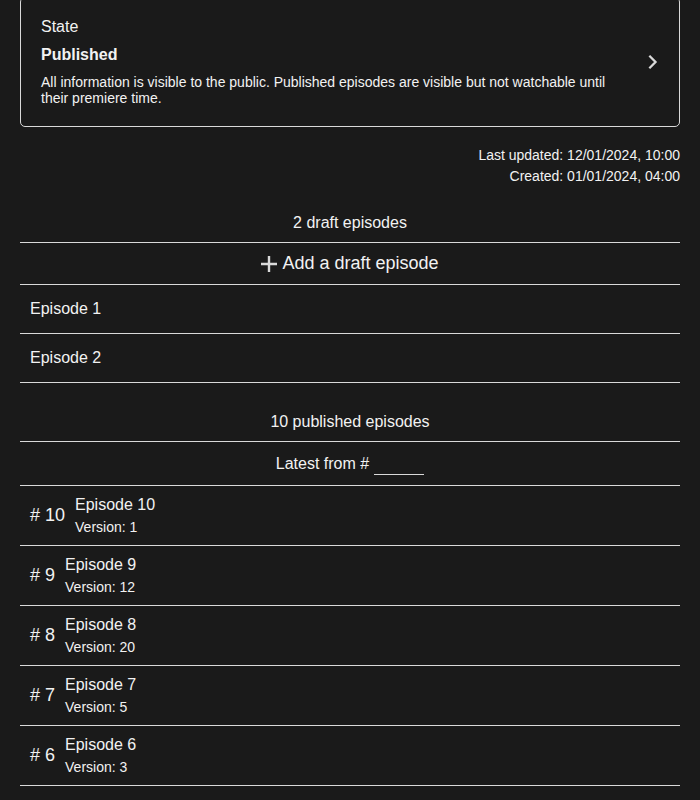 State
Published
All information is visible to the public. Published episodes are visible but not watchable until
their premiere time.
Last updated: 12/01/2024, 10:00
Created: 01/01/2024, 04:00
2 draft episodes
Add a draft episode
Episode 1
Episode 2
10 published episodes
Latest from #
# 10
Episode 10
Version: 1
# 9
Episode 9
Version: 12
# 8
Episode 8
Version: 20
# 7
Episode 7
Version: 5
# 6
Episode 6
Version: 3